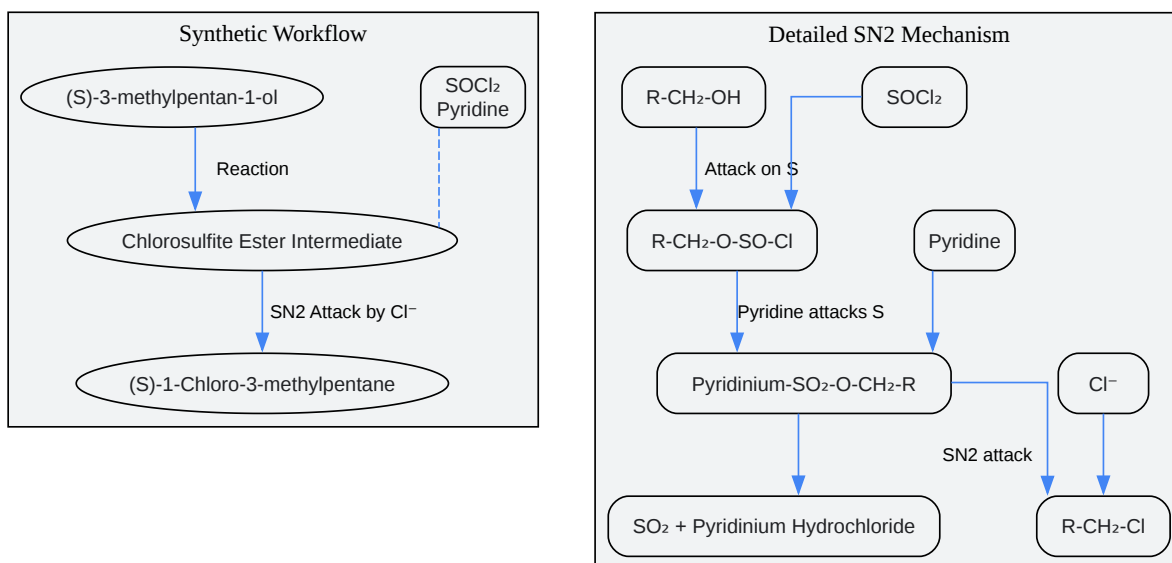 Synthetic Workflow
(S)-3-methylpentan-1-ol
SOCl₂
Pyridine
Reaction
Chlorosulfite Ester Intermediate
SN2 Attack by Cl⁻
(S)-1-Chloro-3-methylpentane
Detailed SN2 Mechanism
R-CH₂-OH
SOCl₂
Attack on S
R-CH₂-O-SO-Cl
Pyridine
Pyridine attacks S
Pyridinium-SO₂-O-CH₂-R
Cl⁻
SN2 attack
SO₂ + Pyridinium Hydrochloride
R-CH₂-Cl